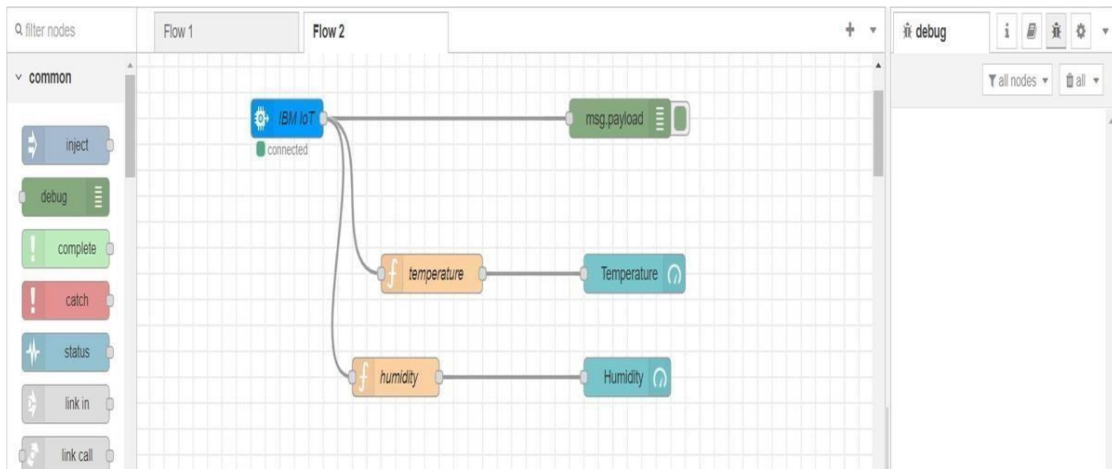 filter nodes
Flow 1
Flow 2
debug
i
common
all nodes
all
IBM IoT
msg.payload
inject
connected
debug
complete
temperature
Temperature
catch
status
humidity
Humidity
link in
link call